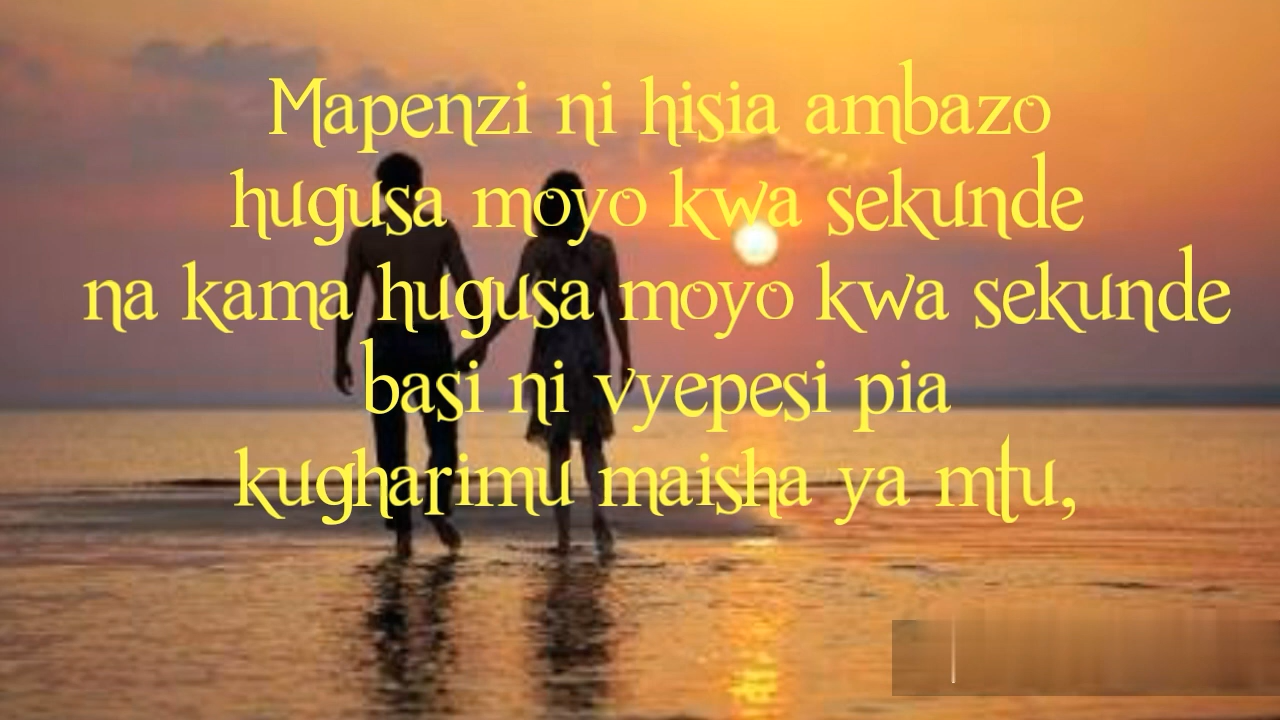 Mapenzi ni hisia ambazo
hugusa moyo kwa sekunde
na kama hugusa moyo kwa sekunde
basi ni vyepesi pia
kugharimu maisha ya mtu,